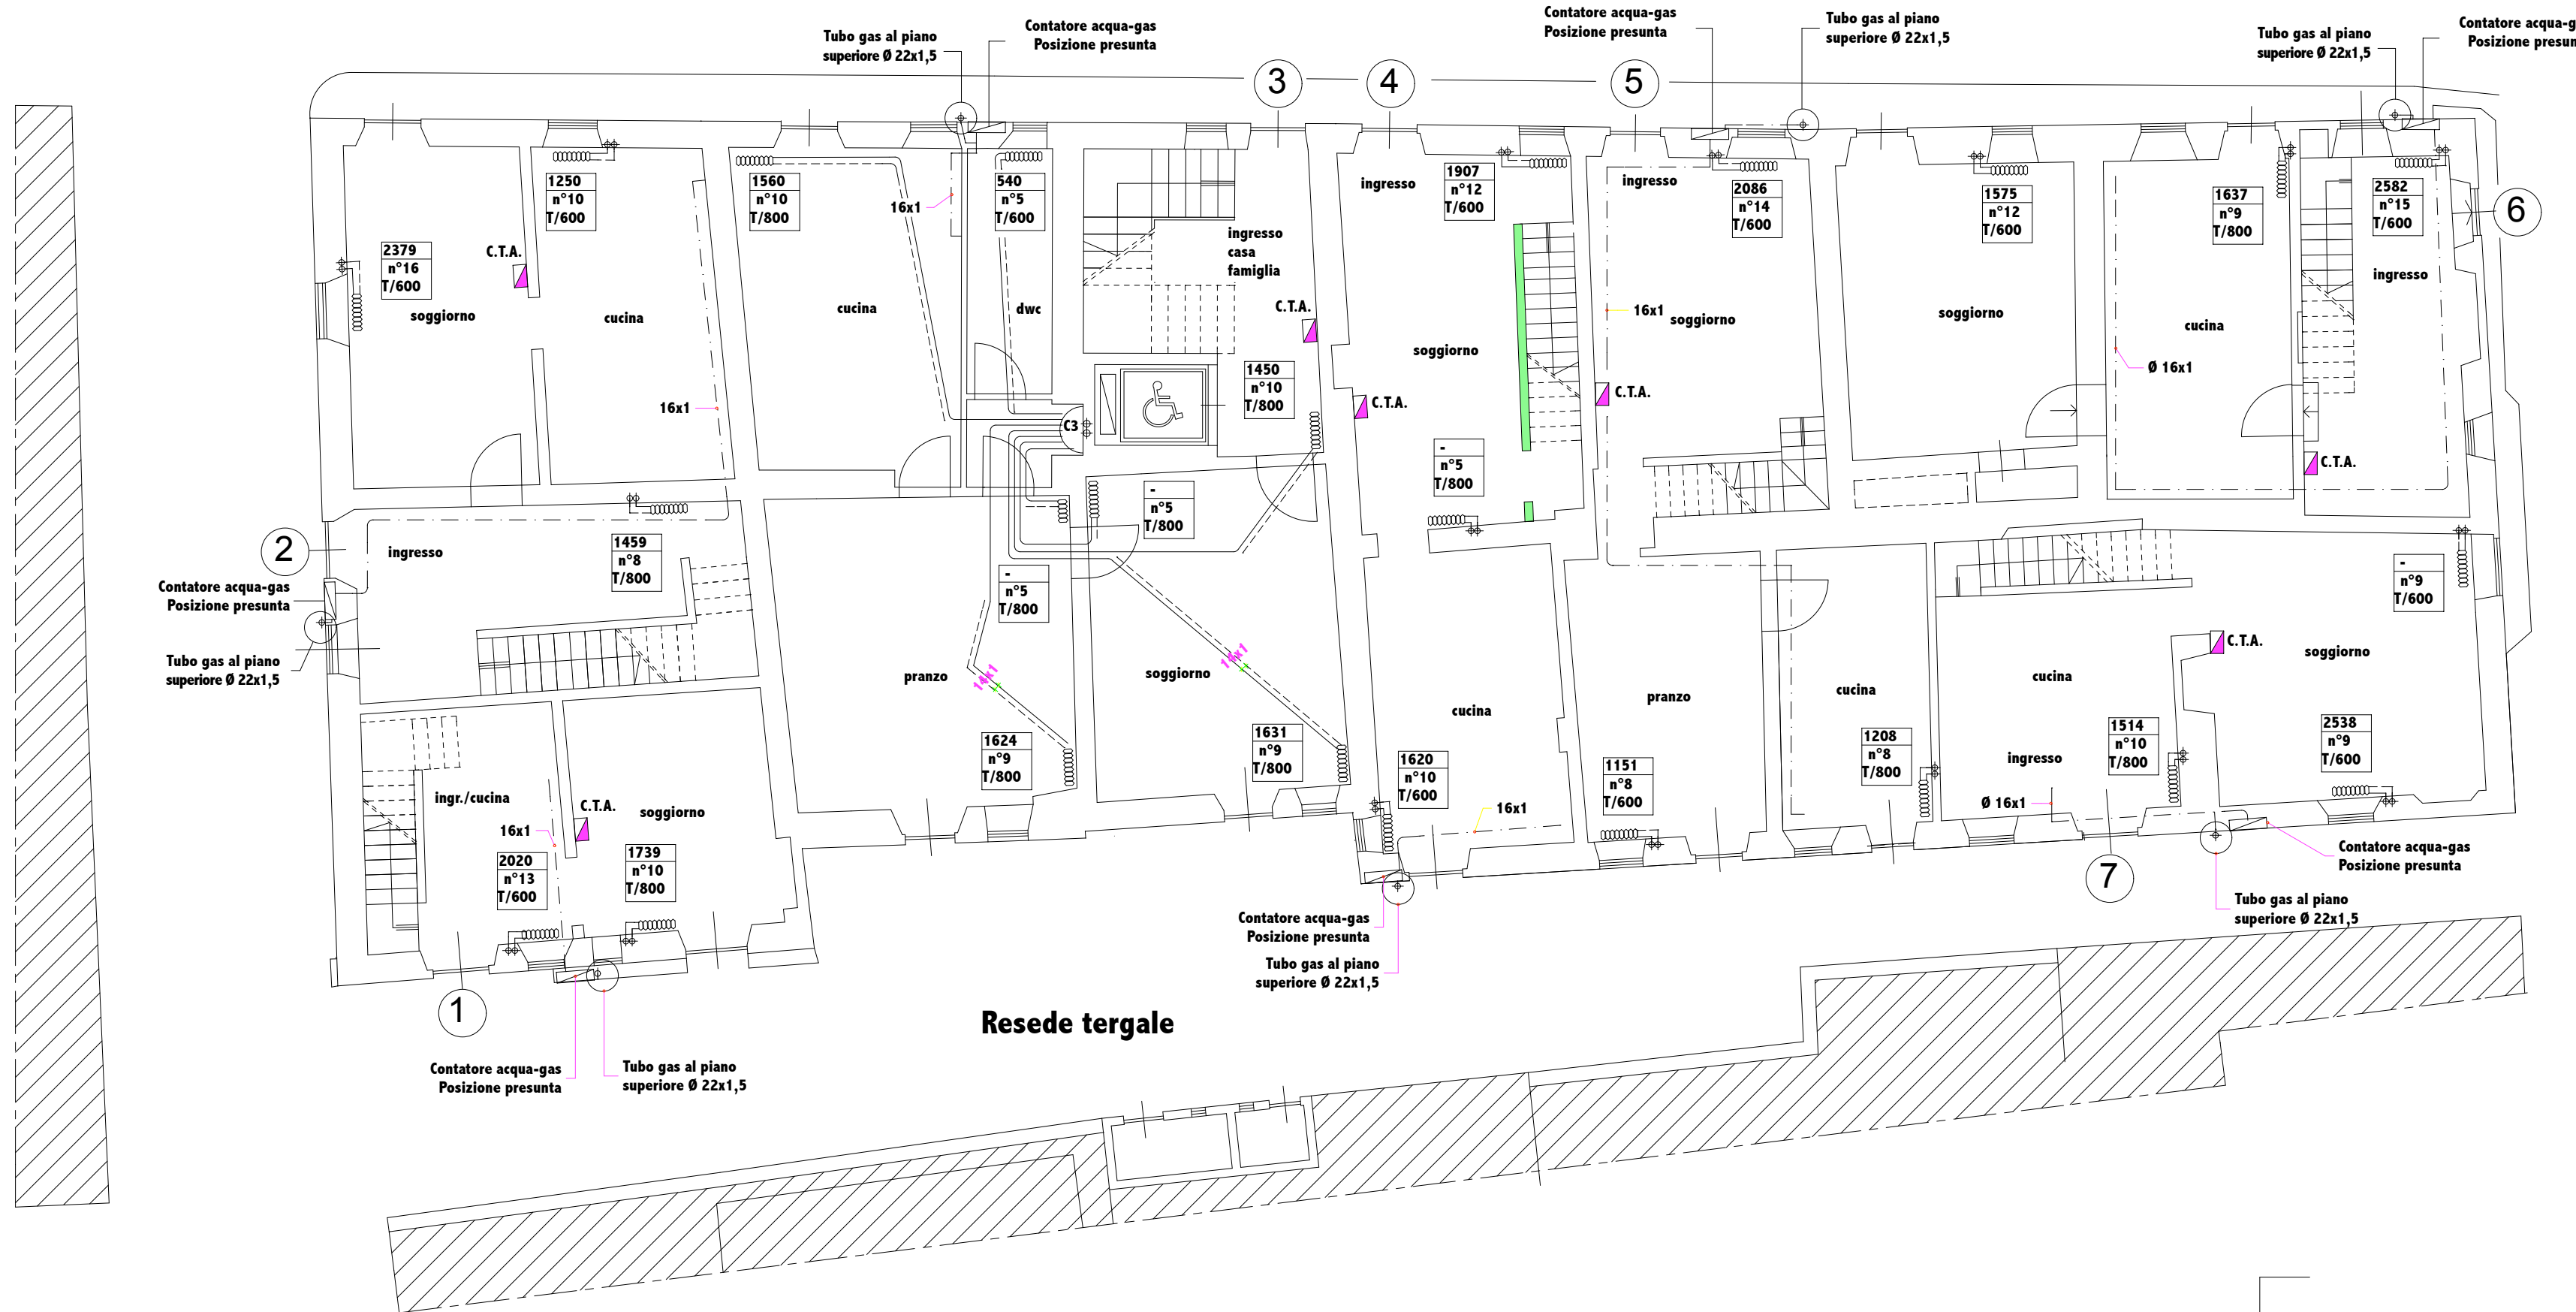 Tubo gas al piano
superiore Ø 22x1,5
Contatore acqua-gas
Posizione presunta
Contatore acqua-gas
Posizione presunta
Tubo gas al piano
superiore Ø 22x1,5
Tubo gas al piano
superiore Ø 22x1,5
Contatore acqua-g
Posizione presun
3
4
5
6
1250
n°10
T/600
1560
n°10
T/800
16x1
540
n°5
T/600
ingresso
casa
famiglia
ingresso
1907
n°12
T/600
ingresso
2086
n°14
T/600
1575
n°12
T/600
1637
n°9
T/800
2582
n°15
T/600
ingresso
2379
n°16
T/600
C.T.A.
soggiorno
cucina
cucina
dwc
C.T.A.
soggiorno
16x1
soggiorno
soggiorno
cucina
Ø 16x1
16x1
C3
1450
n°10
T/800
C.T.A.
C.T.A.
C.T.A.
-
n°5
T/800
-
n°5
T/800
2
ingresso
1459
n°8
T/800
-
n°5
T/800
-
n°9
T/600
Contatore acqua-gas
Posizione presunta
Tubo gas al piano
superiore Ø 22x1,5
pranzo
14x1
soggiorno
14x1
cucina
pranzo
cucina
cucina
C.T.A.
soggiorno
1624
n°9
T/800
1631
n°9
T/800
1620
n°10
T/600
1151
n°8
T/600
1208
n°8
T/800
ingresso
1514
n°10
T/800
2538
n°9
T/600
ingr./cucina
C.T.A.
soggiorno
16x1
16x1
Ø 16x1
2020
n°13
T/600
1739
n°10
T/800
7
Contatore acqua-gas
Posizione presunta
Tubo gas al piano
superiore Ø 22x1,5
Contatore acqua-gas
Posizione presunta
Tubo gas al piano
superiore Ø 22x1,5
1
Resede tergale
Contatore acqua-gas
Posizione presunta
Tubo gas al piano
superiore Ø 22x1,5